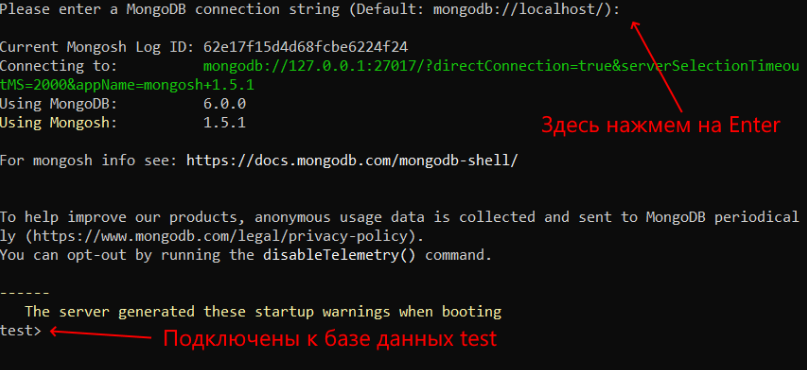 Please enter a MongoDB connection string (Default: mongodb://localhost/):
Current Mongosh Log ID: 62e17f15d4d68fcbe6224f24
Connecting to: mongodb://127.0.0.1:27017/?directConnection=true&serverSelectionTimeou
tMS=2000&appName=mongosh+1.5.1
Using MongoDB: 6.0.0
Using Mongosh: 1.5.1
Здесь нажмем на Enter
For mongosh info see: https://docs.mongodb.com/mongodb-shell/
To help improve our products, anonymous usage data is collected and sent to MongoDB periodical
ly (https://www.mongodb.com/legal/privacy-policy).
You can opt-out by running the disableTelemetry() command.
------
The server generated these startup warnings when booting
test>
Подключены к базе данных test